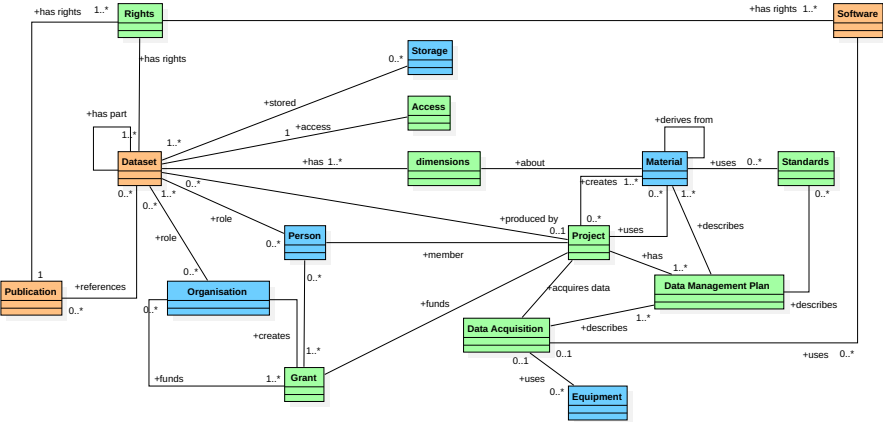 +has rights 1..*
Rights
+has rights 1..*
Software
+has rights
Storage
0..*
+stored
Access
+has part
1..*
1..*
1
+access
+derives from
Dataset
+has 1..*
dimensions
+about
Material
+uses 0..*
Standards
0..*
1..*
0..*
+creates 1..*
0..*
1..*
0..*
0..*
+role
+produced by
0..*
0..1
+uses
+describes
+role
0..*
Person
Project
+member
+has
1
0..*
0..*
1..*
Publication
+references
Organisation
+acquires data
Data Management Plan
0..*
0..*
+funds
+describes
1..*
Data Acquisition
+describes
+creates
1..*
0..1
0..1
+uses 0..*
+funds
1..*
Grant
+uses
0..*
Equipment